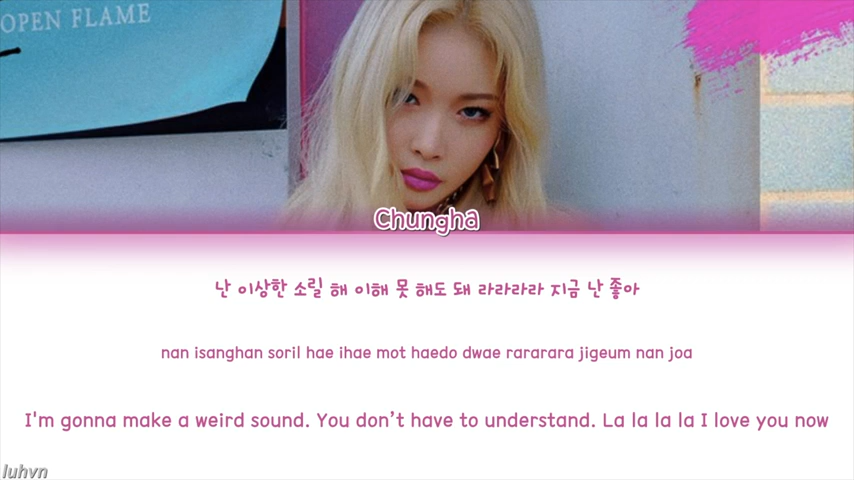 OPEN FLAME
Chungha
난 이상한 소릴 해 이해 못 해도 돼 라라라라 지금 난 좋아
nan isanghan soril hae ihae mot haedo dwae rararara jigeum nan joa
I'm gonna make a weird sound. You don’t have to understand. La la la la I love you now
luhvn